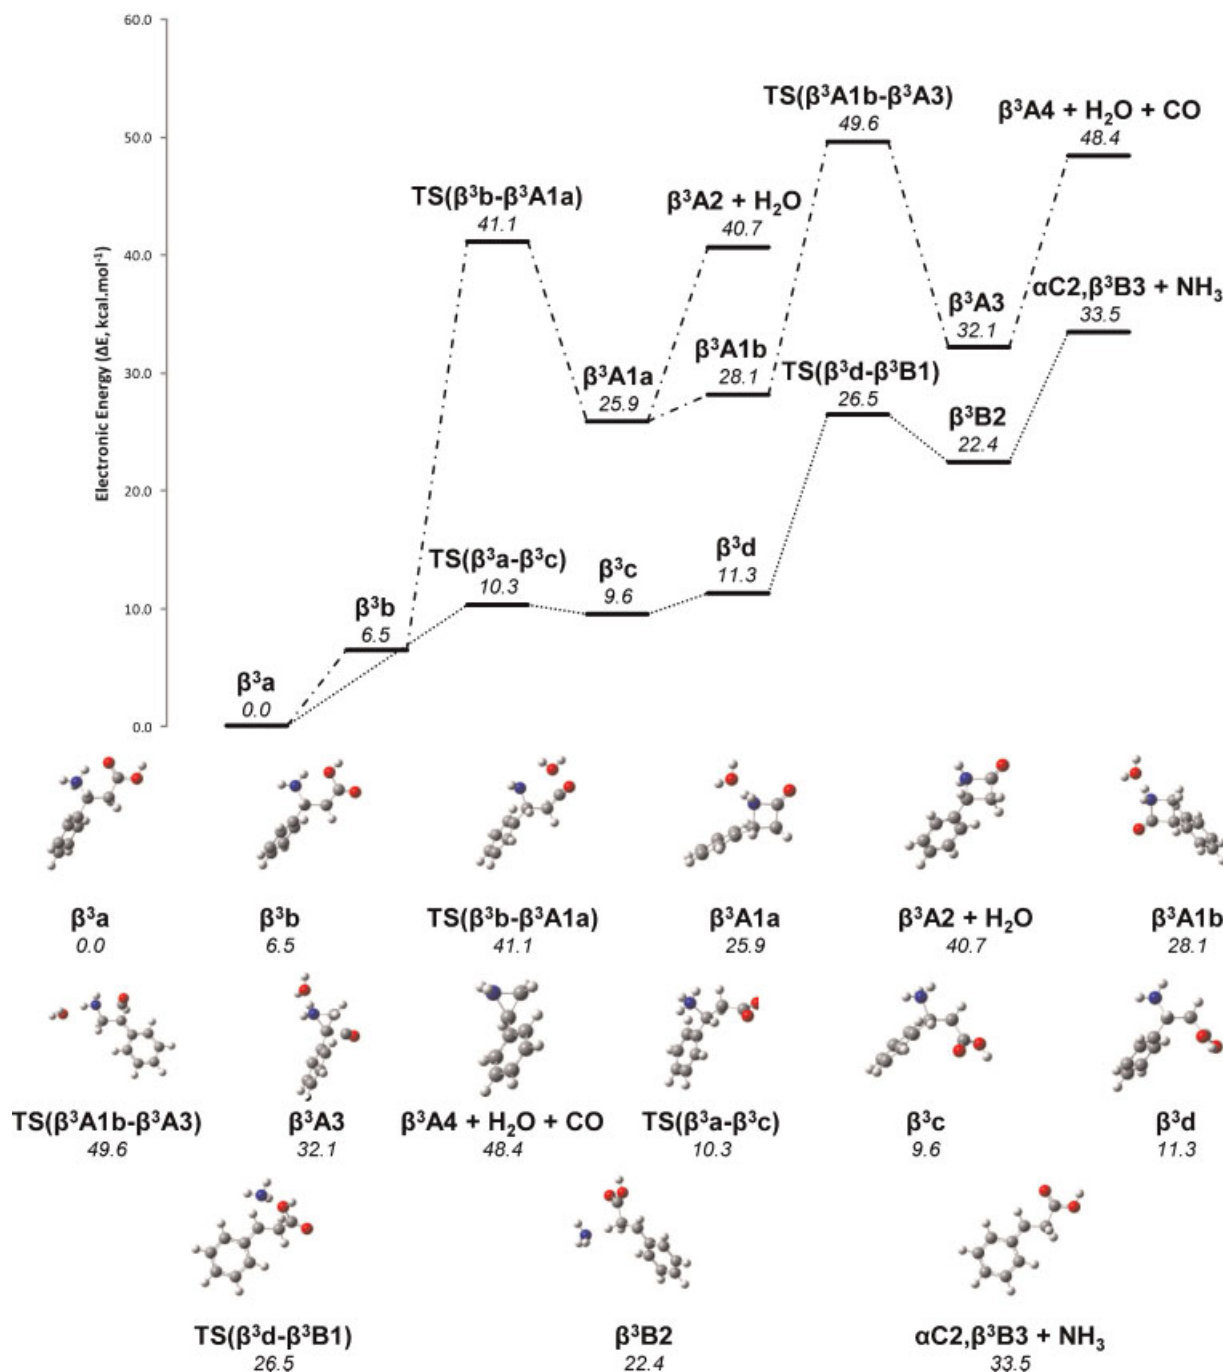 60.0
TS(β³A1b-β³A3)
49.6
β³A4 + H₂O + CO
48.4
50.0
TS(β³b-β³A1a)
41.1
β³A2 + H₂O
40.7
40.0
αC2,β³B3 + NH₃
33.5
β³A3
32.1
β³A1b
28.1
30.0
β³A1a
25.9
TS(β³d-β³B1)
26.5
β³B2
22.4
20.0
TS(β³a-β³c)
10.3
β³c
9.6
β³d
11.3
10.0
β³b
6.5
β³a
0.0
0.0
Electronic Energy (ΔE, kcal.mol⁻¹)
β³a β³b TS(β³b-β³A1a) β³A1a β³A2 + H₂O β³A1b
0.0 6.5 41.1 25.9 40.7 28.1
TS(β³A1b-β³A3) β³A3 β³A4 + H₂O + CO TS(β³a-β³c) β³c β³d
49.6 32.1 48.4 10.3 9.6 11.3
TS(β³d-β³B1) β³B2 αC2,β³B3 + NH₃
26.5 22.4 33.5